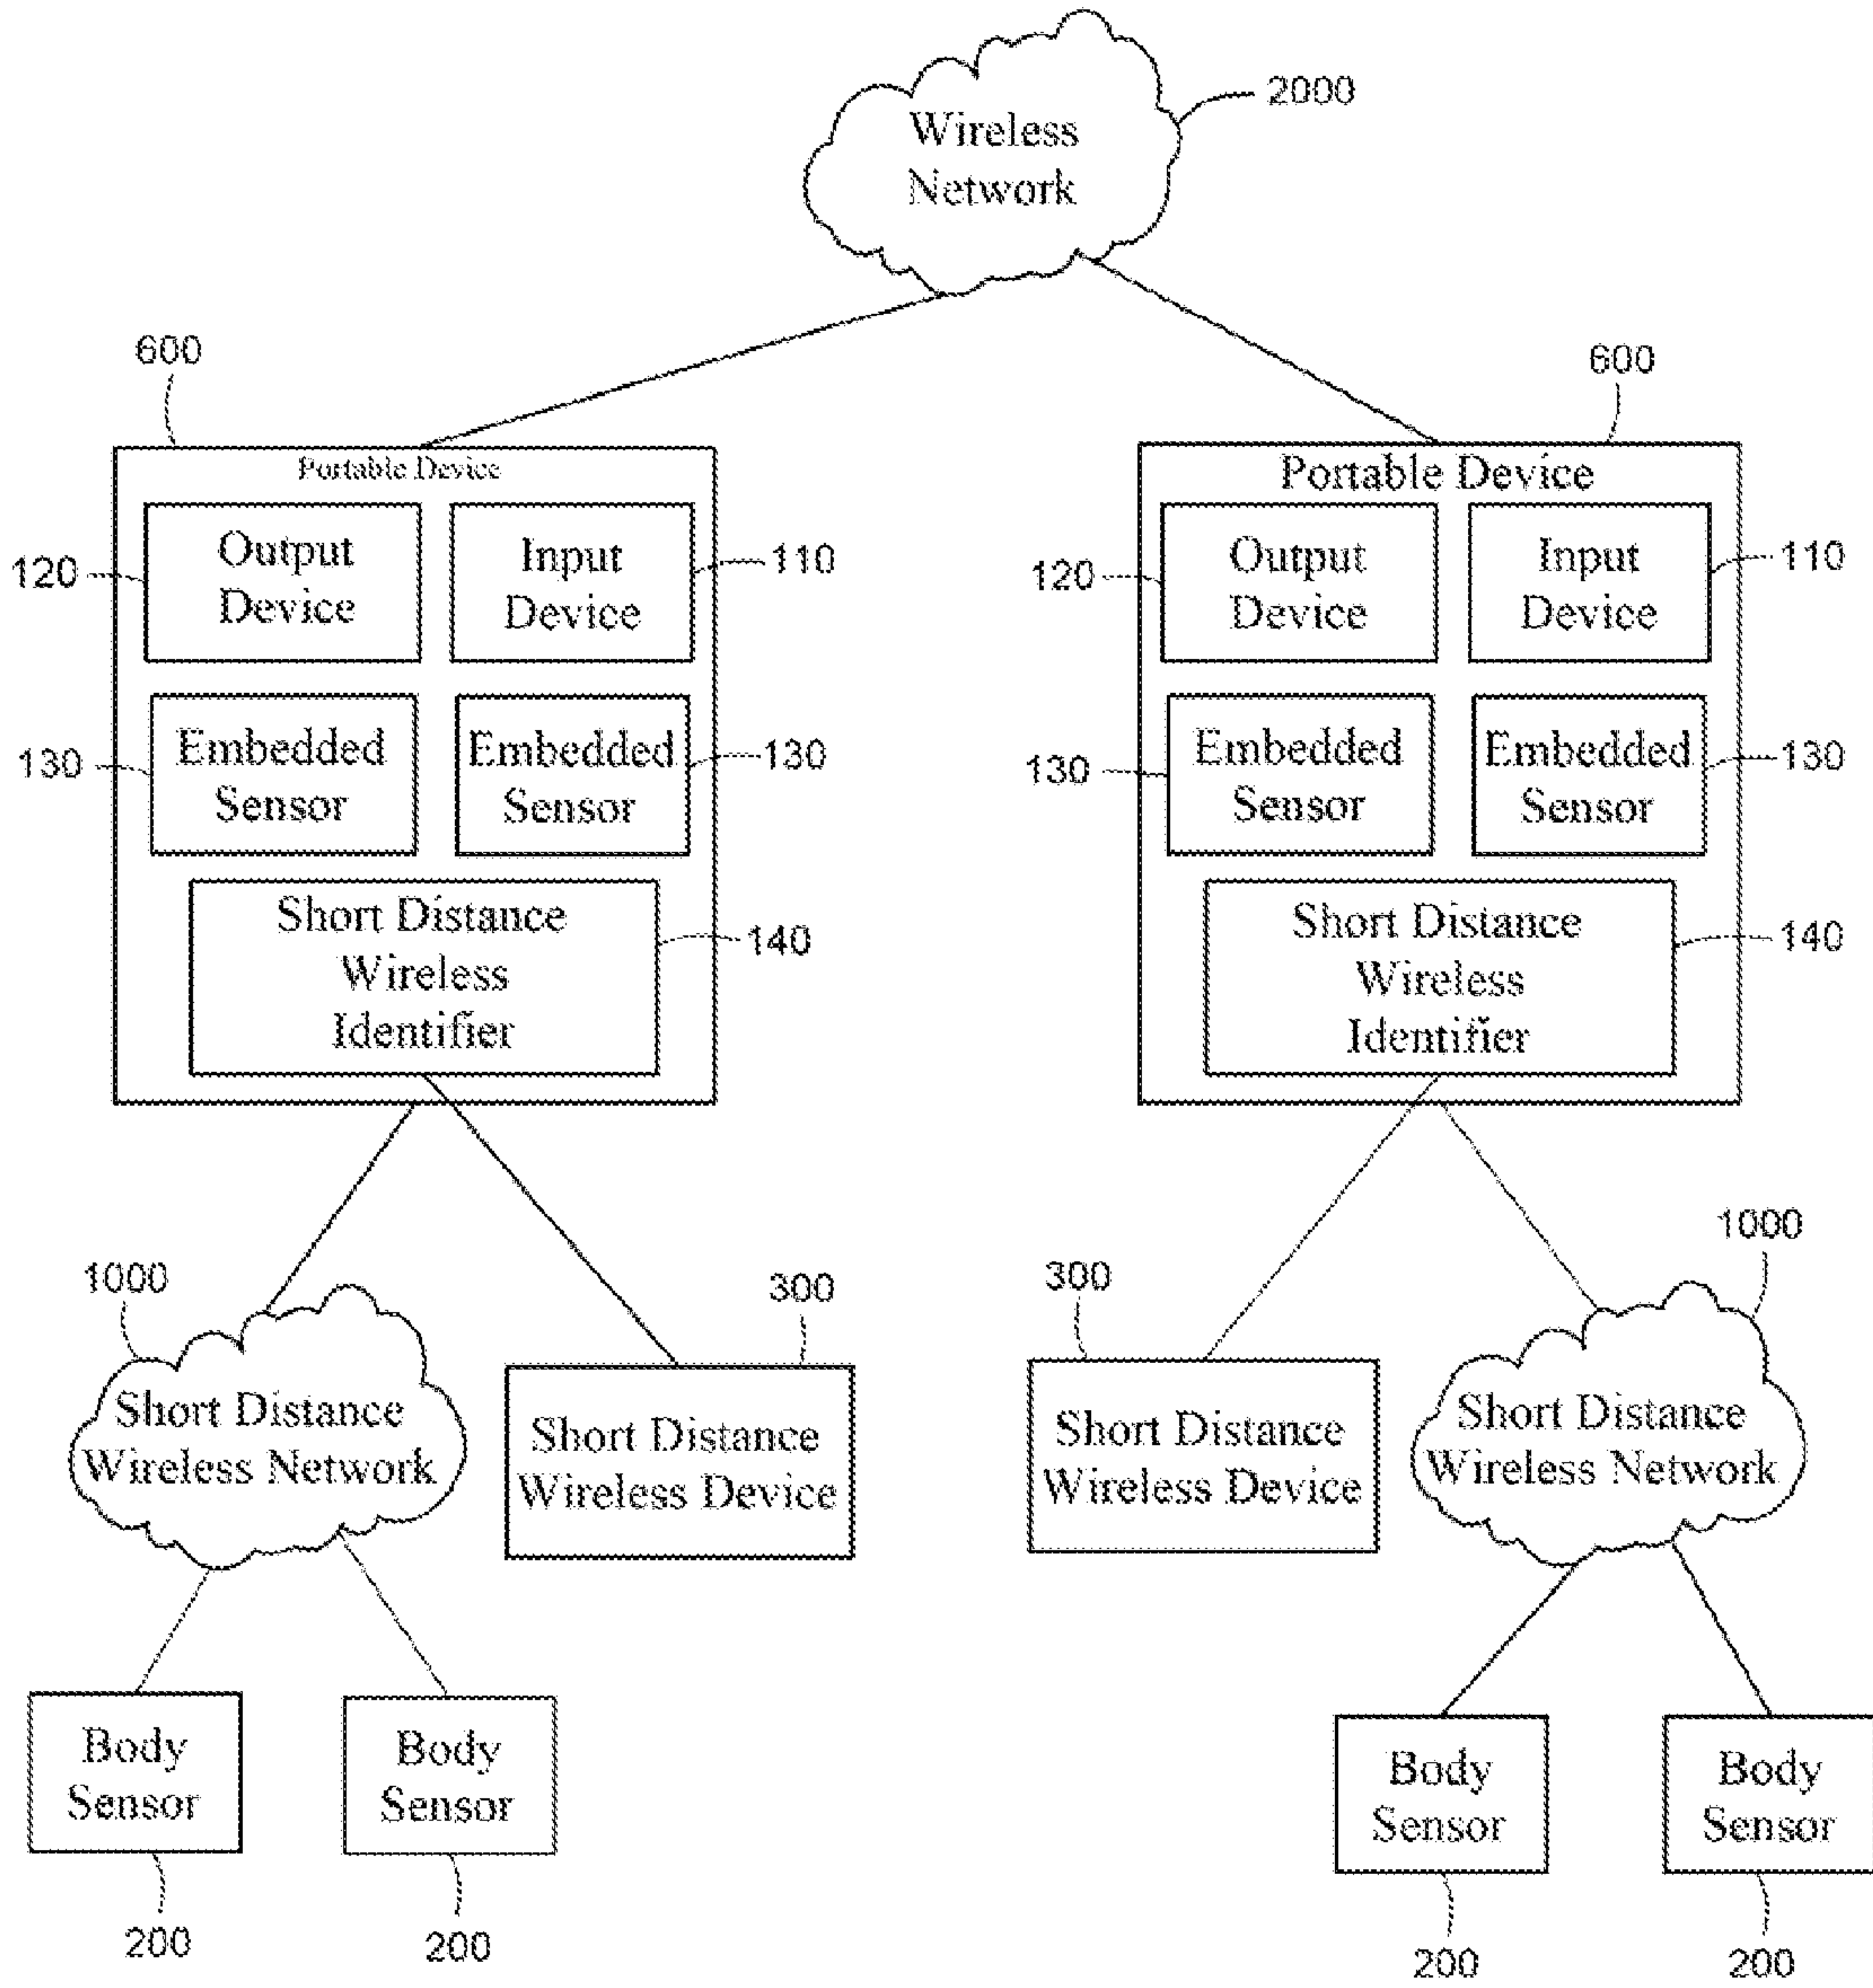 2000
Wireless
Network
600
600
Portable Device
Portable Device
Output
Device
Input
Device
120
110
Output
Device
Input
Device
120
110
Embedded
Sensor
Embedded
Sensor
130
130
Embedded
Sensor
Embedded
Sensor
130
130
Short Distance
Wireless
Identifier
140
Short Distance
Wireless
Identifier
140
1000
300
300
1000
Short Distance
Wireless Network
Short Distance
Wireless Device
Short Distance
Wireless Device
Short Distance
Wireless Network
Body
Sensor
Body
Sensor
Body
Sensor
Body
Sensor
200
200
200
200